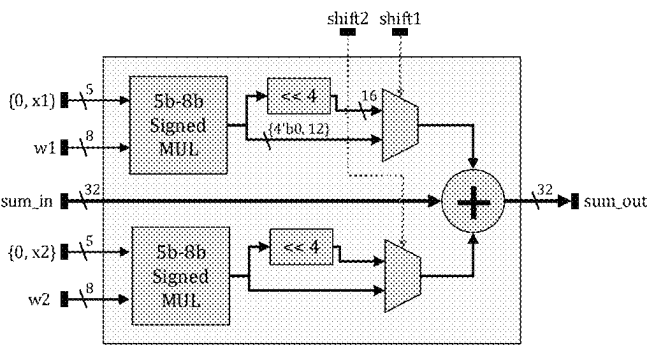 shift2 shift1
{0, x1} 5
5b-8b
Signed
MUL
<< 4
16
w1 8
{4'b0, 12}
sum_in 32
+
32 sum_out
{0, x2} 5
5b-8b
Signed
MUL
<< 4
w2 8